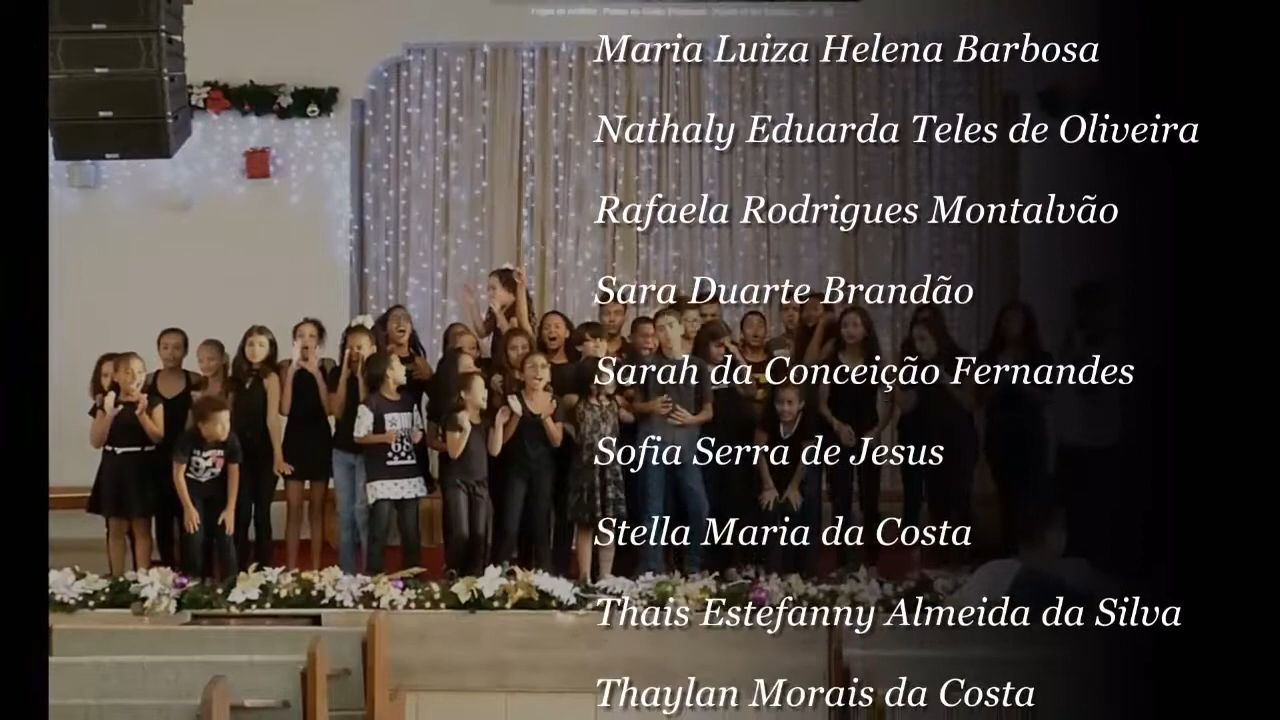 Maria Luiza Helena Barbosa
Nathaly Eduarda Teles de Oliveira
Rafaela Rodrigues Montalvão
Sara Duarte Brandão
Sarah da Conceição Fernandes
Sofia Serra de Jesus
Stella Maria da Costa
Thais Estefanny Almeida da Silva
Thaylan Morais da Costa